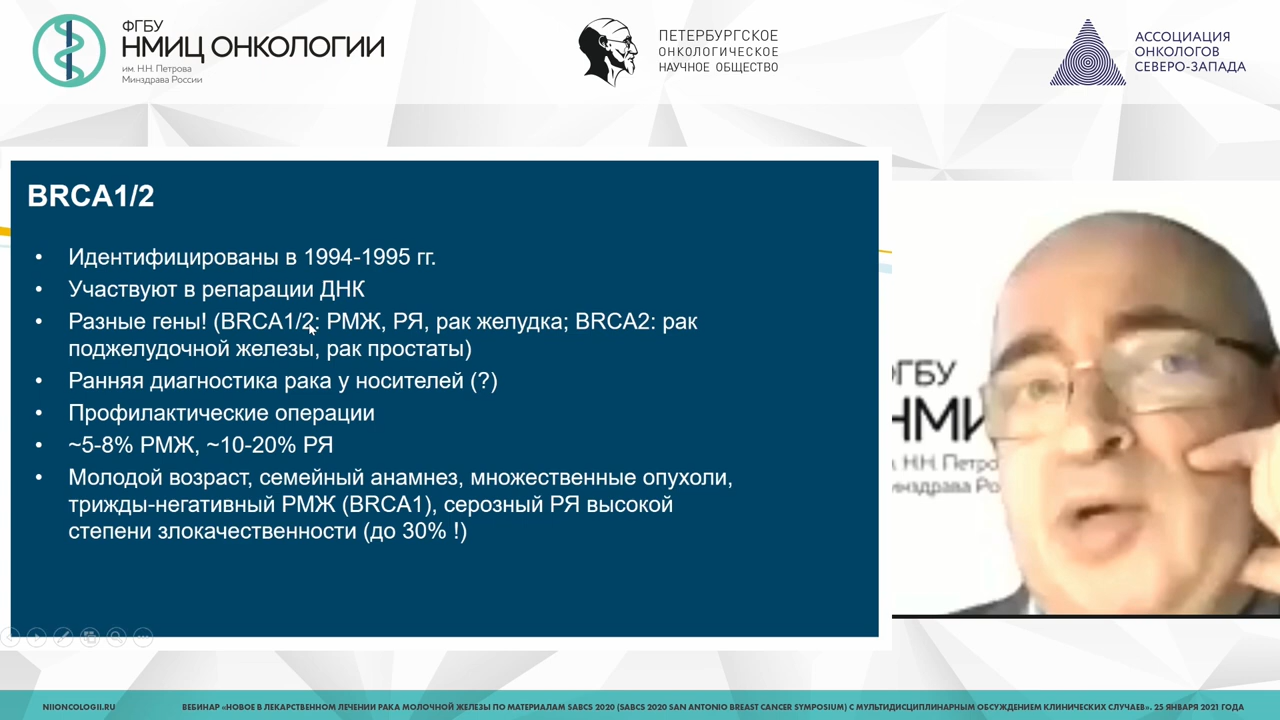 ФГБУ
НМИЦ ОНКОЛОГИИ
им. Н.Н. Петрова
Минздрава России
ПЕТЕРБУРГСКОЕ
ОНКОЛОГИЧЕСКОЕ
НАУЧНОЕ ОБЩЕСТВО
АССОЦИАЦИЯ
ОНКОЛОГОВ
СЕВЕРО-ЗАПАДА
BRCA1/2
• Идентифицированы в 1994-1995 гг.
• Участвуют в репарации ДНК
• Разные гены! (BRCA1/2: РМЖ, РЯ, рак желудка; BRCA2: рак
поджелудочной железы, рак простаты)
• Ранняя диагностика рака у носителей (?)
• Профилактические операции
• ~5-8% РМЖ, ~10-20% РЯ
• Молодой возраст, семейный анамнез, множественные опухоли,
трижды-негативный РМЖ (BRCA1), серозный РЯ высокой
степени злокачественности (до 30% !)
ФГБУ
НМИ
Н.Н. Петро
инздрава Ро
NIIONCOLOGII.RU
ВЕБИНАР «НОВОЕ В ЛЕКАРСТВЕННОМ ЛЕЧЕНИИ РАКА МОЛОЧНОЙ ЖЕЛЕЗЫ ПО МАТЕРИАЛАМ SABCS 2020 (SABCS 2020 SAN ANTONIO BREAST CANCER SYMPOSIUM) С МУЛЬТИДИСЦИПЛИНАРНЫМ ОБСУЖДЕНИЕМ КЛИНИЧЕСКИХ СЛУЧАЕВ». 25 ЯНВАРЯ 2021 ГОДА